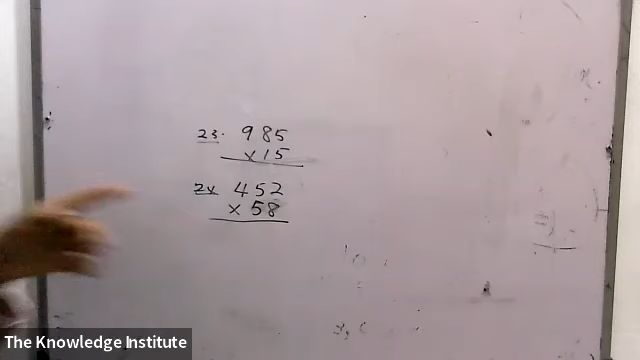 23. 985
×15
24 452
×58
The Knowledge Institute